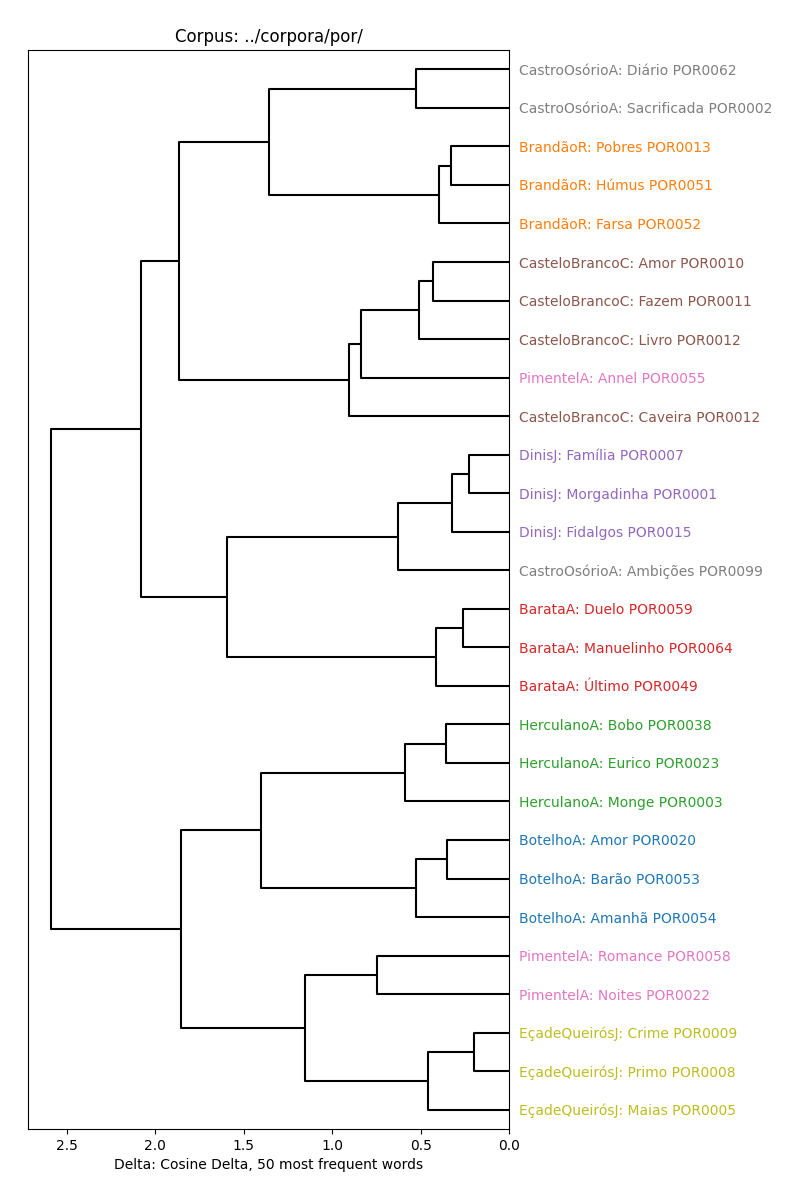 Corpus: ../corpora/por/
CastroOsórioA: Diário POR0062
CastroOsórioA: Sacrificada POR0002
BrandãoR: Pobres POR0013
BrandãoR: Húmus POR0051
BrandãoR: Farsa POR0052
CasteloBrancoC: Amor POR0010
CasteloBrancoC: Fazem POR0011
CasteloBrancoC: Livro POR0012
PimentelA: Annel POR0055
CasteloBrancoC: Caveira POR0012
DinisJ: Família POR0007
DinisJ: Morgadinha POR0001
DinisJ: Fidalgos POR0015
CastroOsórioA: Ambições POR0099
BarataA: Duelo POR0059
BarataA: Manuelinho POR0064
BarataA: Último POR0049
HerculanoA: Bobo POR0038
HerculanoA: Eurico POR0023
HerculanoA: Monge POR0003
BotelhoA: Amor POR0020
BotelhoA: Barão POR0053
BotelhoA: Amanhã POR0054
PimentelA: Romance POR0058
PimentelA: Noites POR0022
EçadeQueirósJ: Crime POR0009
EçadeQueirósJ: Primo POR0008
EçadeQueirósJ: Maias POR0005
2.5 2.0 1.5 1.0 0.5 0.0
Delta: Cosine Delta, 50 most frequent words